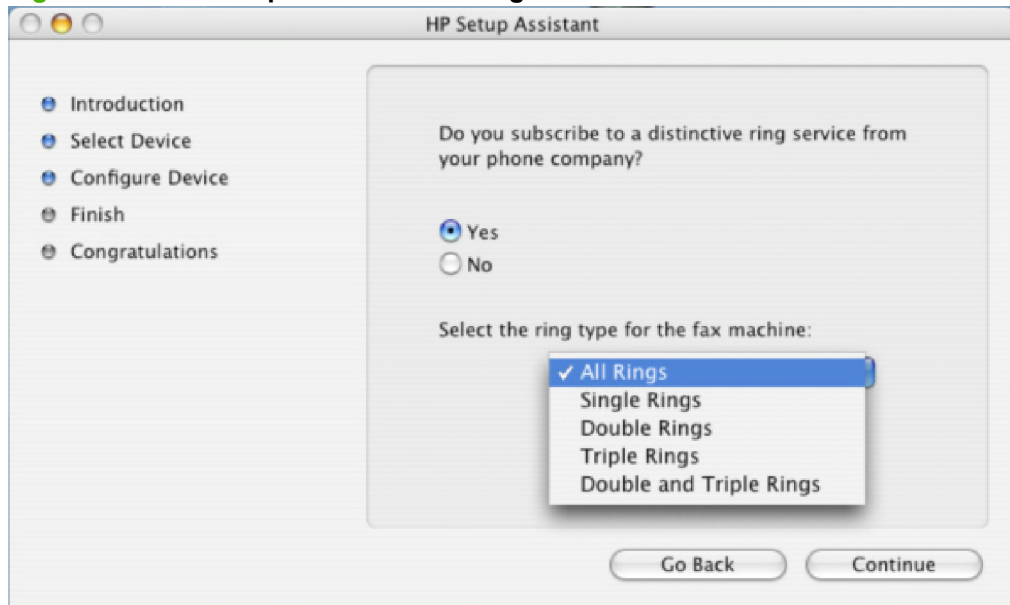 HP Setup Assistant
Introduction
Select Device
Configure Device
Finish
Congratulations
Do you subscribe to a distinctive ring service from
your phone company?
Yes
No
Select the ring type for the fax machine:
✓ All Rings
Single Rings
Double Rings
Triple Rings
Double and Triple Rings
Go Back
Continue